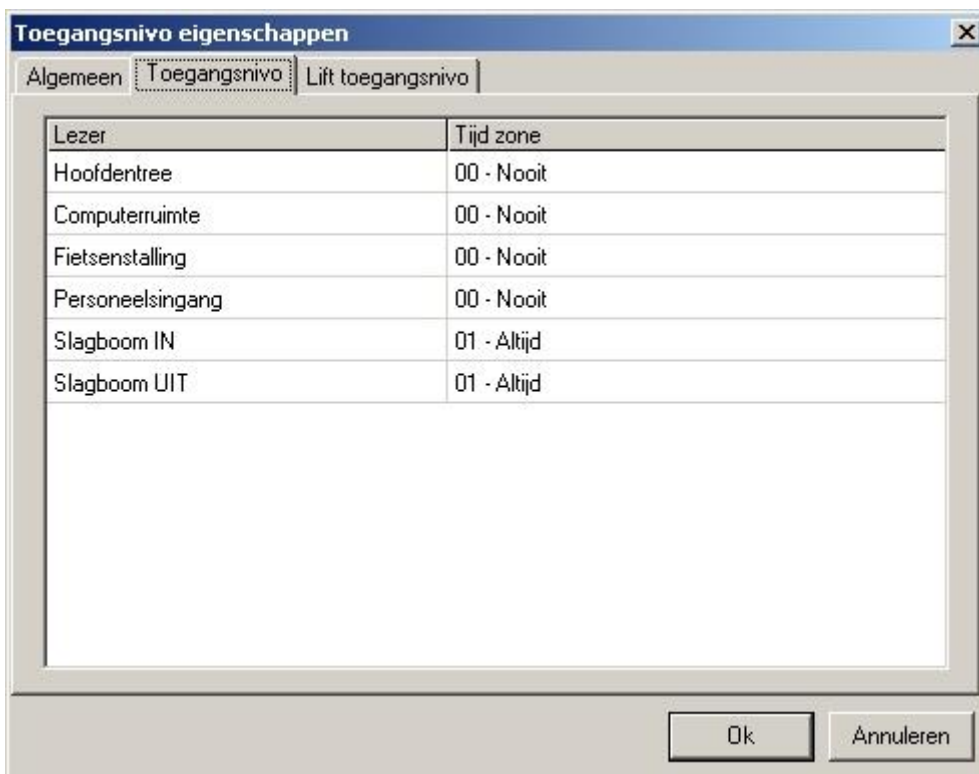 Toegangsnivo eigenschappen
Algemeen Toegangsnivo Lift toegangsnivo
Lezer Tijd zone
Hoofdentree 00 - Nooit
Computerruimte 00 - Nooit
Fietsenstalling 00 - Nooit
Personeelsingang 00 - Nooit
Slagboom IN 01 - Altijd
Slagboom UIT 01 - Altijd
Ok Annuleren